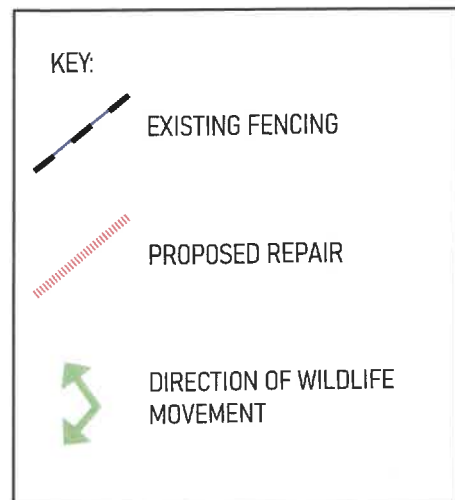 KEY:
EXISTING FENCING
PROPOSED REPAIR
DIRECTION OF WILDLIFE
MOVEMENT